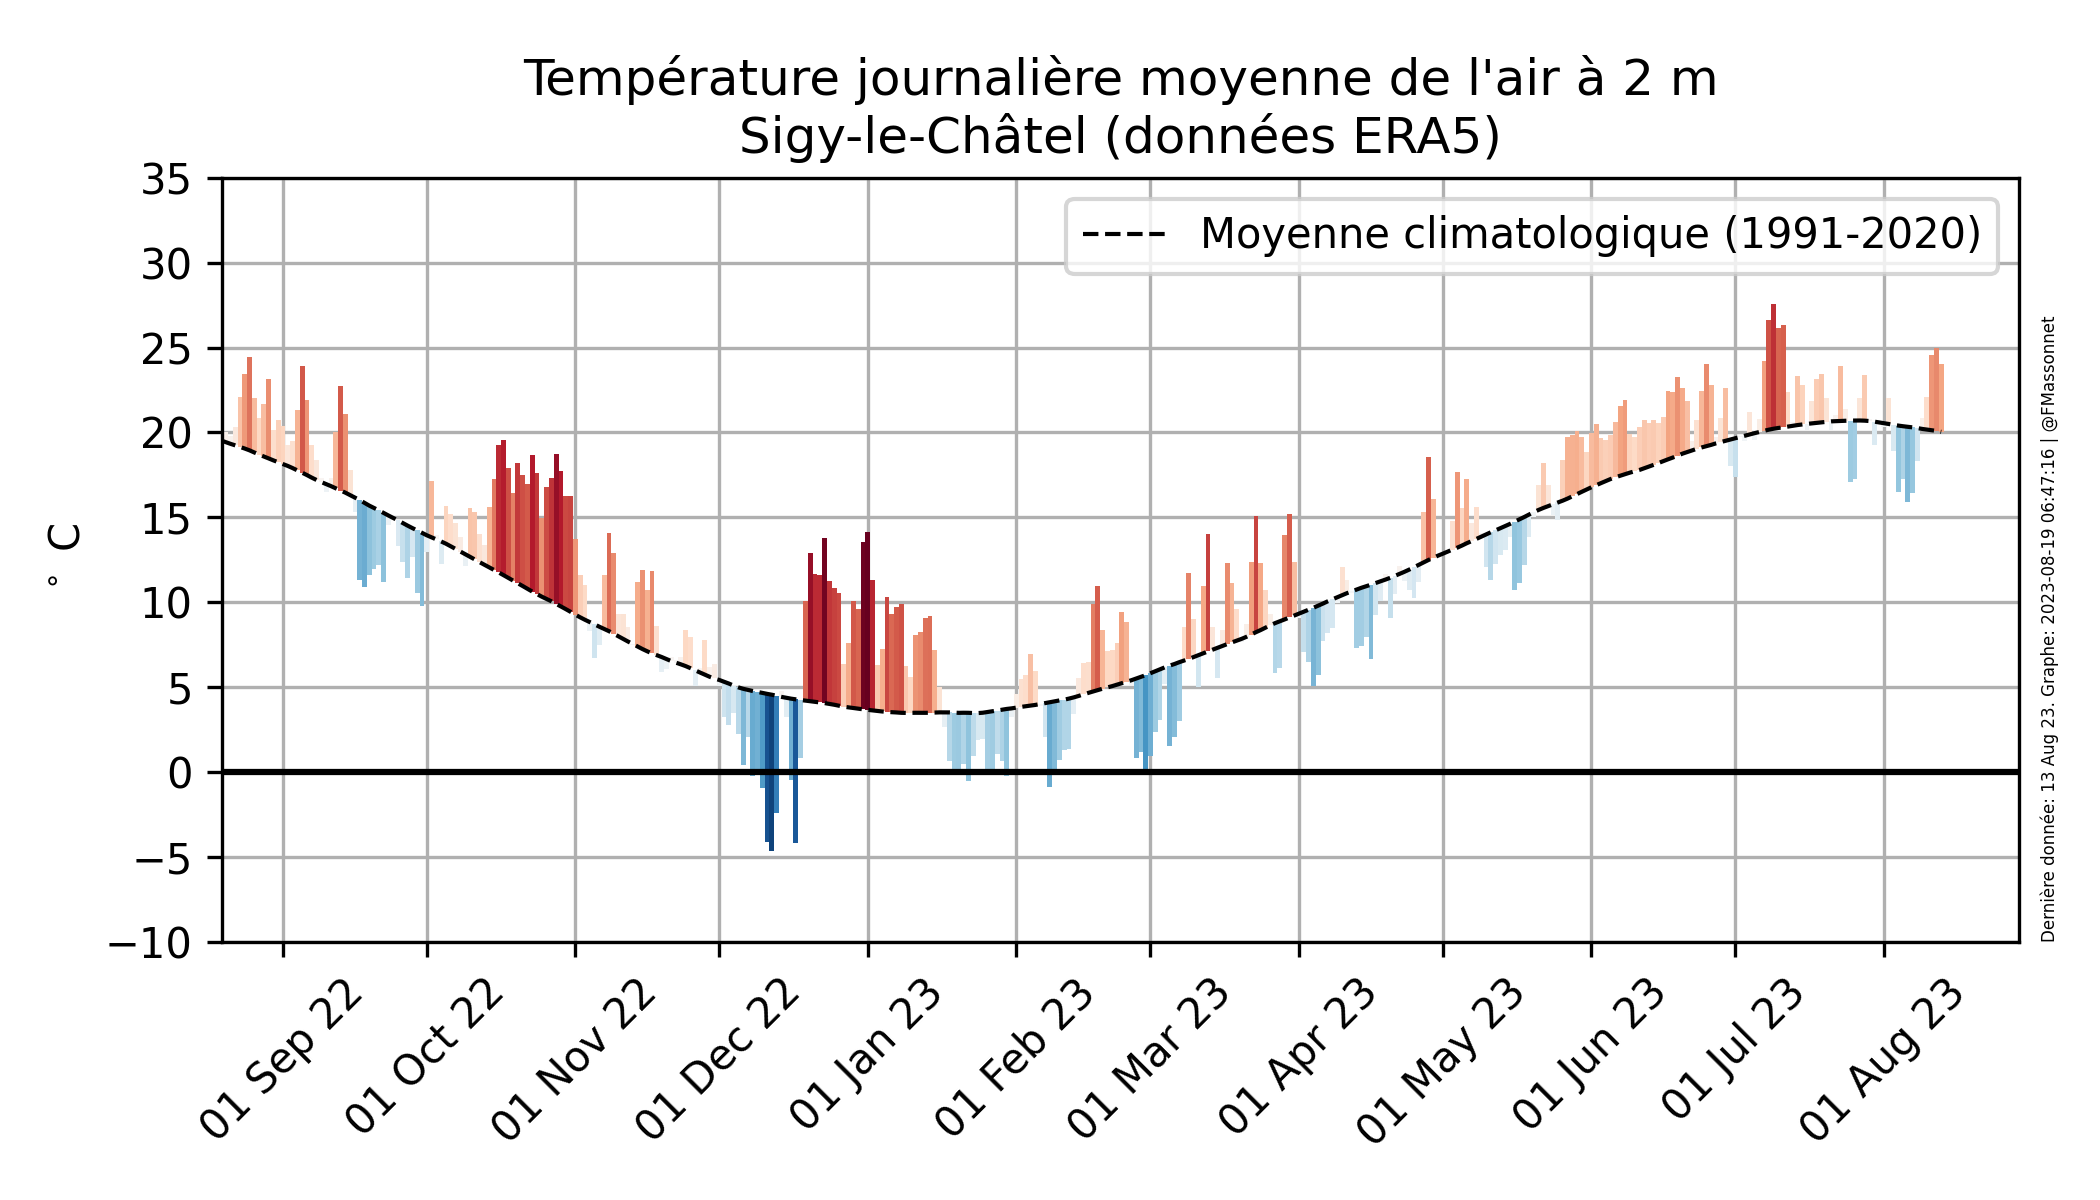 Température journalière moyenne de l'air à 2 m
Sigy-le-Châtel (données ERA5)
35
30
25
20
15
10
5
0
−5
−10
° C
Moyenne climatologique (1991-2020)
01 Sep 22
01 Oct 22
01 Nov 22
01 Dec 22
01 Jan 23
01 Feb 23
01 Mar 23
01 Apr 23
01 May 23
01 Jun 23
01 Jul 23
01 Aug 23
Dernière donnée: 13 Aug 23. Graphe: 2023-08-19 06:47:16 | @FMassonnet